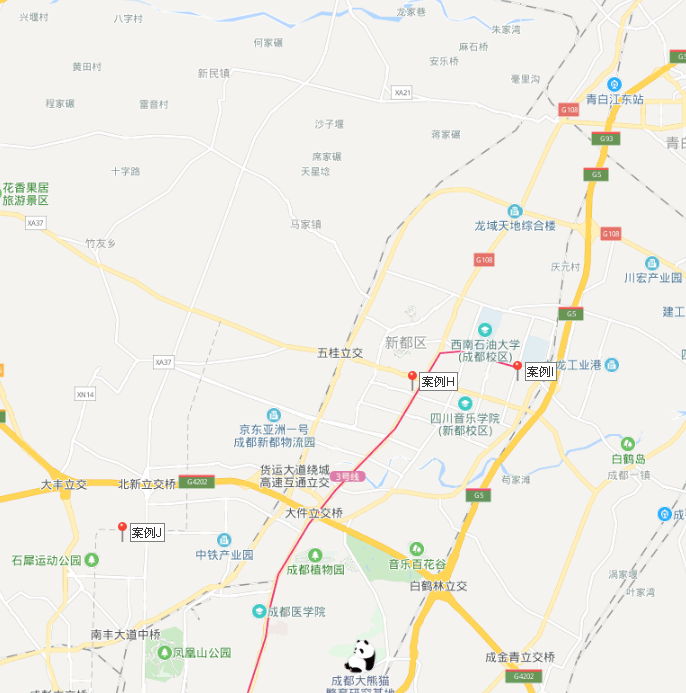 兴堰村
八字村
龙家巷
朱家湾
何家碾
麻石桥
安乐桥
黄田村
新民镇
毫里沟
XA21
青白江东站
程家碾
雷音村
G108
沙子堰
蒋家碾
G93
席家碾
天星埝
十字路
G5
花香果居
旅游景区
XA37
马家镇
龙域天地综合楼
竹友乡
G108
G108
庆元村
川宏产业园
G5
新都区
西南石油大学
(成都校区)
五桂立交
XA37
案例H
案例I
龙工业港
XN14
四川音乐学院
(新都校区)
京东亚洲一号
成都新都物流园
白鹤岛
成都一镇
货运大道绕城
高速互通立交
3号线
苟家滩
大丰立交
北新立交桥
G4202
G5
大件立交桥
案例J
中铁产业园
石犀运动公园
成都植物园
音乐百花谷
涡家堰
叶家湾
白鹤林立交
成都医学院
南丰大道中桥
凤凰山公园
成金青立交桥
G4202
成都大熊猫